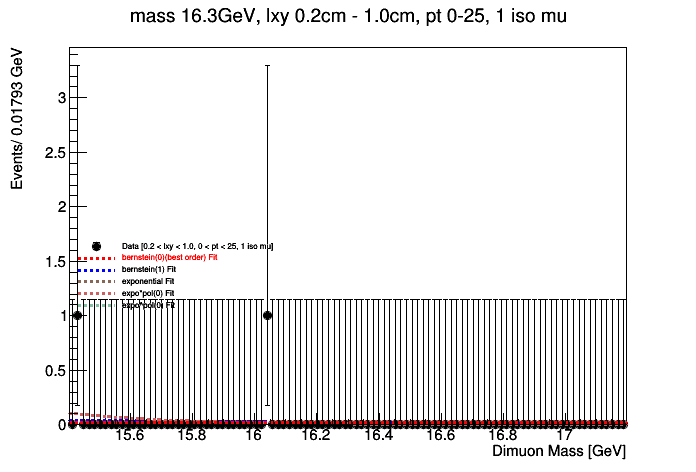 mass 16.3GeV, lxy 0.2cm - 1.0cm, pt 0-25, 1 iso mu
Events/ 0.01793 GeV
3
2.5
2
1.5
1
0.5
0
Data [0.2 < lxy < 1.0, 0 < pt < 25, 1 iso mu]
bernstein(0)(best order) Fit
bernstein(1) Fit
exponential Fit
expo*pol(0) Fit
expo*pol(0) Fit
15.6 15.8 16 16.2 16.4 16.6 16.8 17
Dimuon Mass [GeV]